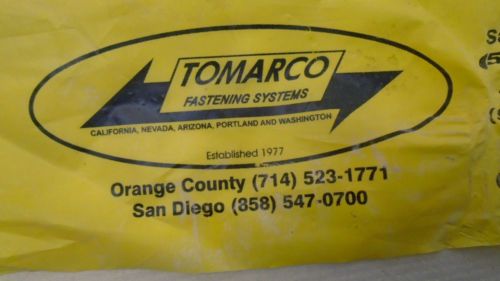 TOMARCO
FASTENING SYSTEMS
CALIFORNIA, NEVADA, ARIZONA, PORTLAND AND WASHINGTON
Established 1977
Orange County (714) 523-1771
San Diego (858) 547-0700